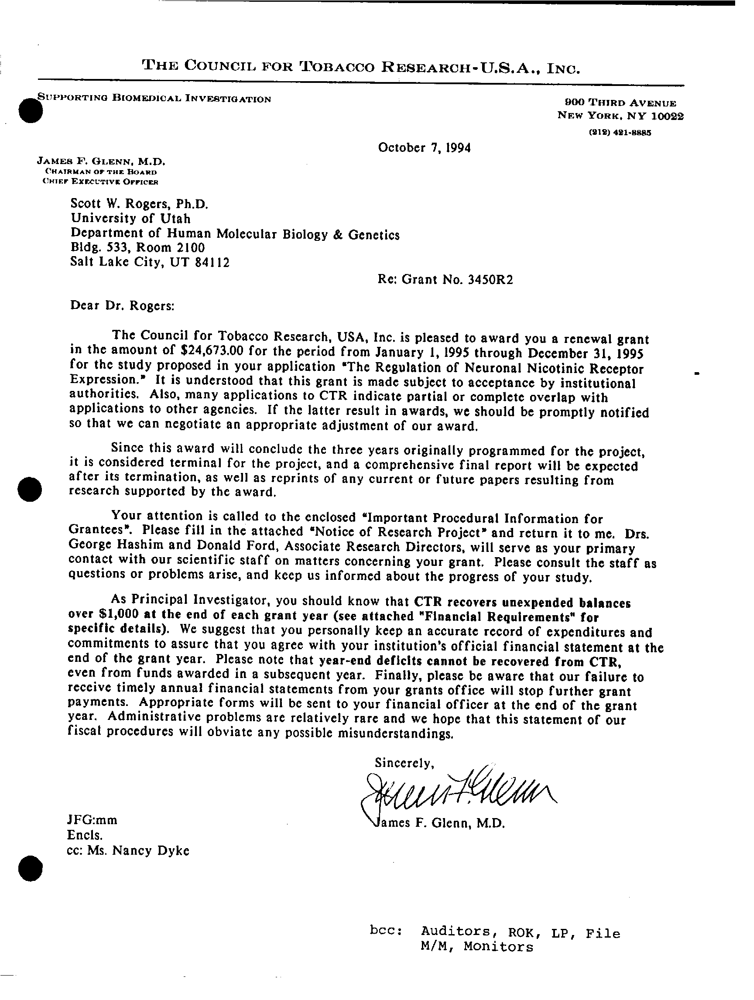 THE COUNCIL FOR TOBACCO RESEARCH-U.S.A., INC.
SUPPORTING BIOMEDICAL INVESTIGATION
900 THIRD AVENUE
NEW YORK, NY 10022
(212) 421-8885
October 7, 1994
JAMES F. GLENN, M.D.
CHAIRMAN OF THE BOARD
CHIEF EXECUTIVE OFFICER
Scott W. Rogers, Ph.D.
University of Utah
Department of Human Molecular Biology & Genetics
Bldg. 533, Room 2100
Salt Lake City, UT 84112
Re: Grant No. 3450R2
Dear Dr. Rogers:
The Council for Tobacco Research, USA, Inc. is pleased to award you a renewal grant
in the amount of $24,673.00 for the period from January 1, 1995 through December 31, 1995
for the study proposed in your application "The Regulation of Neuronal Nicotinic Receptor
Expression." It is understood that this grant is made subject to acceptance by institutional
authorities. Also, many applications to CTR indicate partial or complete overlap with
applications to other agencies. If the latter result in awards, we should be promptly notified
so that we can negotiate an appropriate adjustment of our award.
Since this award will conclude the three years originally programmed for the project,
it is considered terminal for the project, and a comprehensive final report will be expected
after its termination, as well as reprints of any current or future papers resulting from
research supported by the award.
Your attention is called to the enclosed "Important Procedural Information for
Grantees". Please fill in the attached "Notice of Research Project" and return it to me. Drs.
George Hashim and Donald Ford, Associate Research Directors, will serve as your primary
contact with our scientific staff on matters concerning your grant. Please consult the staff as
questions or problems arise, and keep us informed about the progress of your study.
As Principal Investigator, you should know that CTR recovers unexpended balances
over $1,000 at the end of each grant year (see attached "Financial Requirements" for
specific details). We suggest that you personally keep an accurate record of expenditures and
commitments to assure that you agree with your institution's official financial statement at the
end of the grant year. Please note that year-end deficits cannot be recovered from CTR,
even from funds awarded in a subsequent year. Finally, please be aware that our failure to
receive timely annual financial statements from your grants office will stop further grant
payments. Appropriate forms will be sent to your financial officer at the end of the grant
year. Administrative problems are relatively rare and we hope that this statement of our
fiscal procedures will obviate any possible misunderstandings.
Sincerely,
James F. Glenn
James F. Glenn, M.D.
JFG:mm
Encls.
cc: Ms. Nancy Dyke
bcc: Auditors, ROK, LP, File
M/M, Monitors